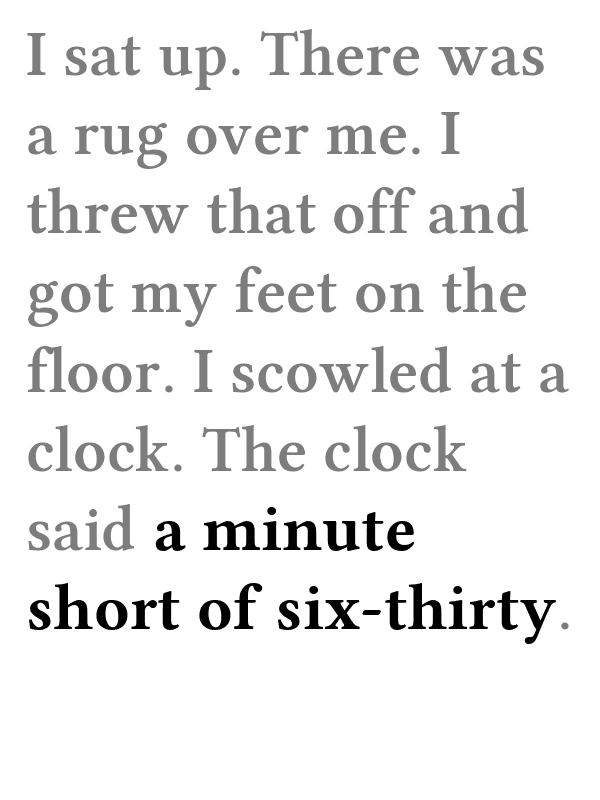 I sat up. There was
a rug over me. I
threw that off and
got my feet on the
floor. I scowled at a
clock. The clock
said a minute
short of six-thirty.